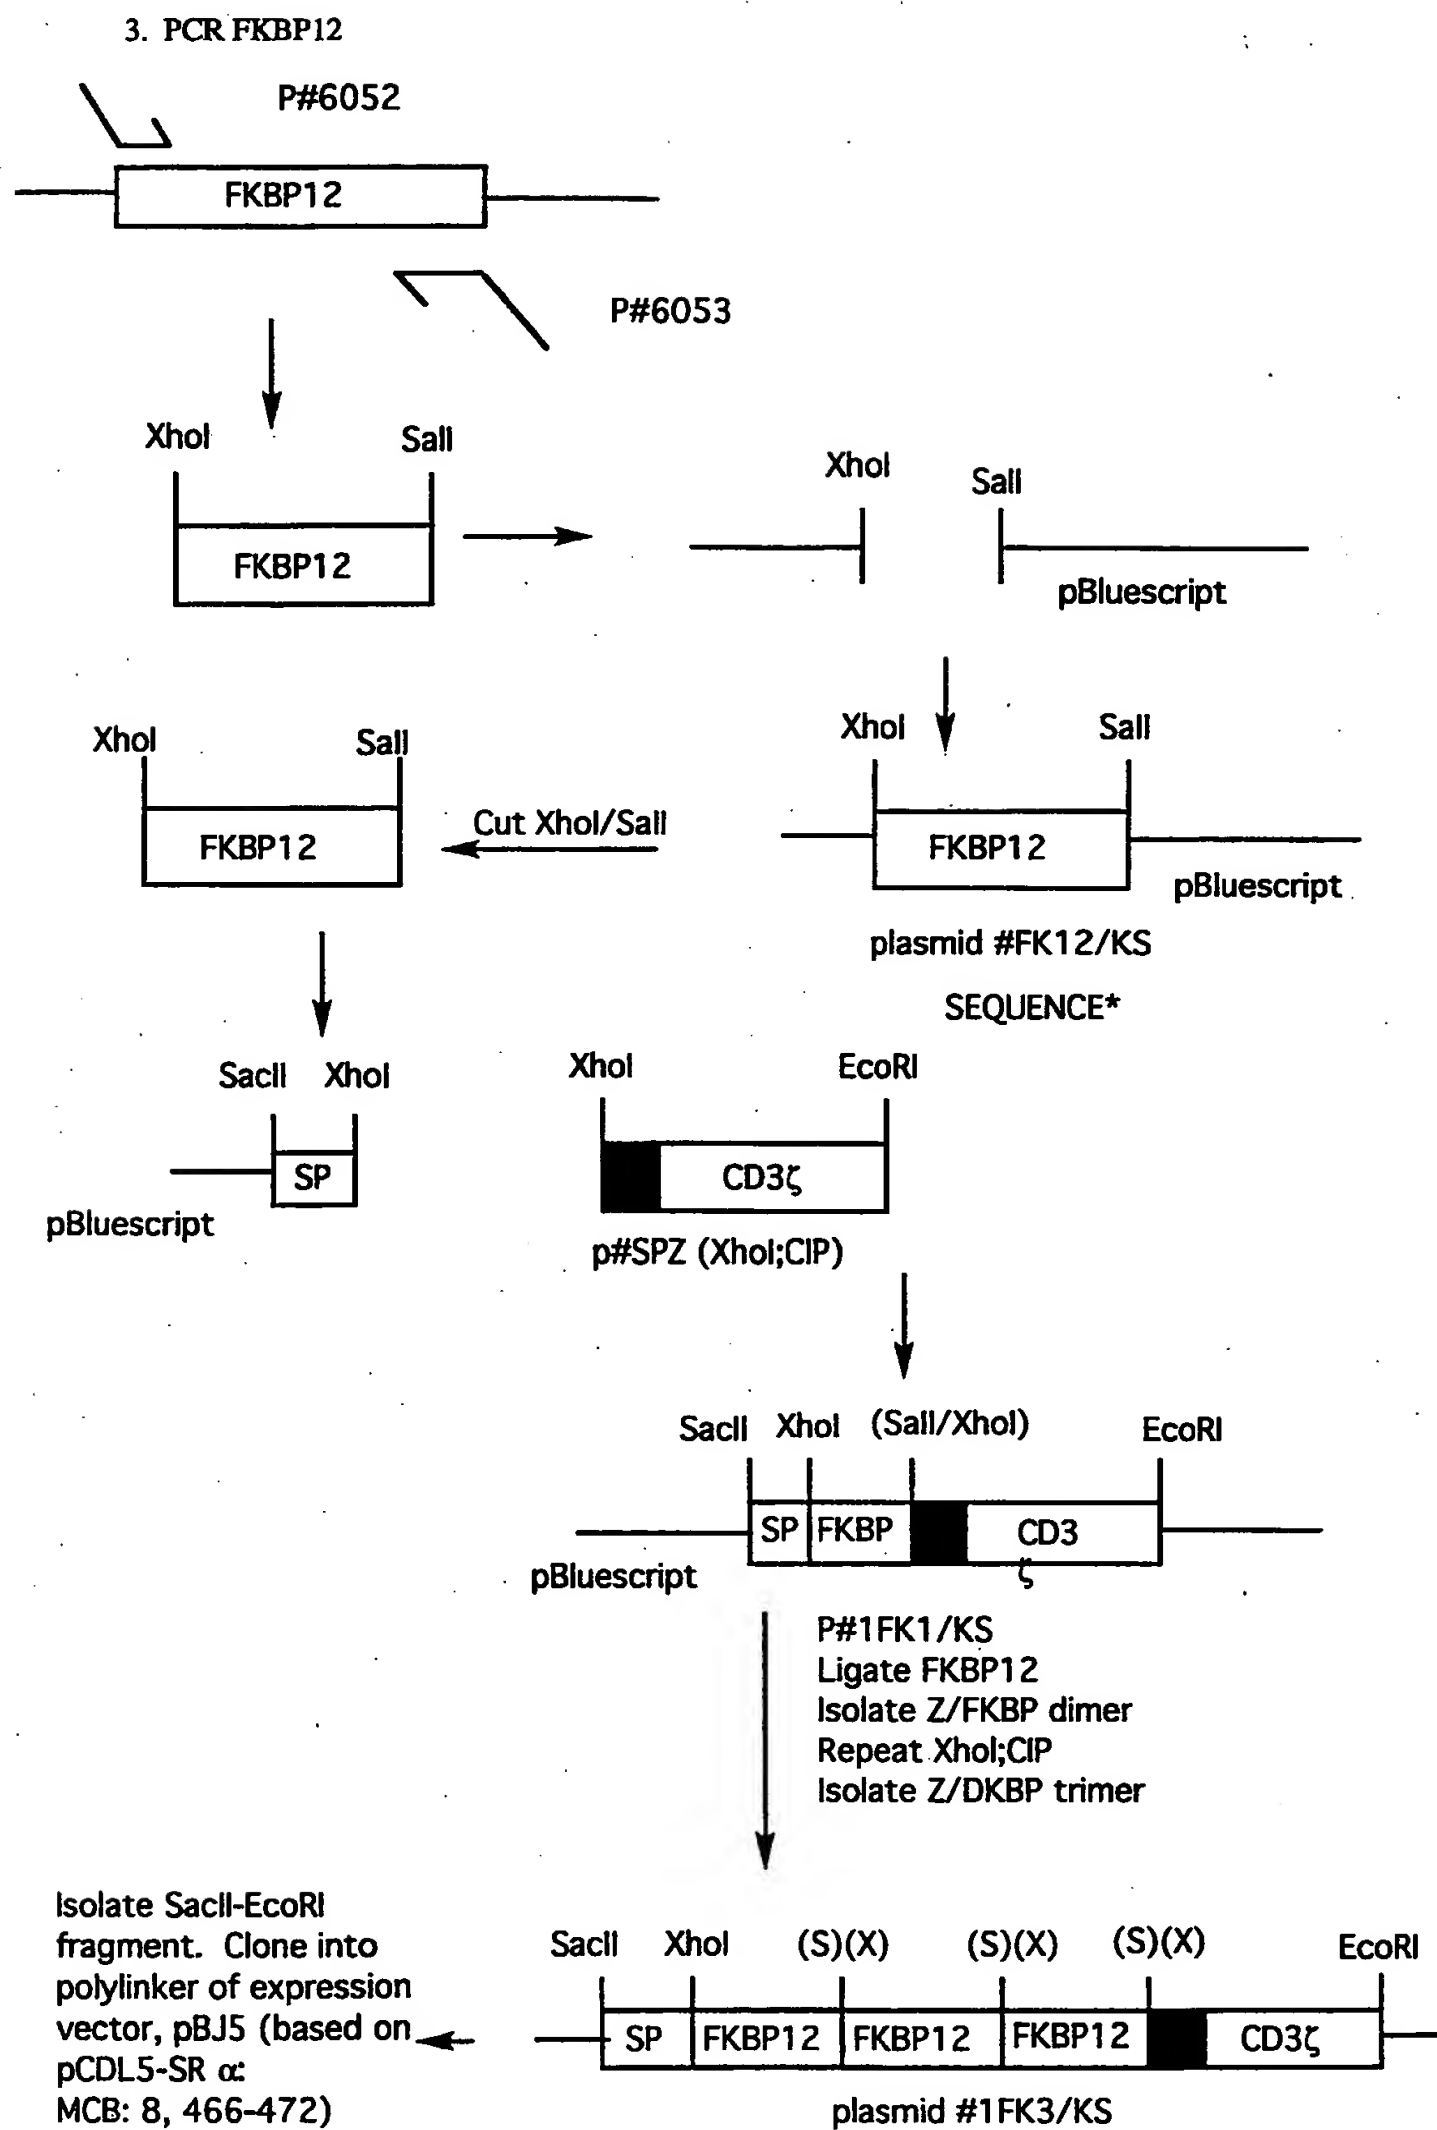 3. PCR FKBP12
P#6052
FKBP12
P#6053
XhoI
SalI
FKBP12
XhoI
SalI
pBluescript
XhoI
SalI
FKBP12
Cut XhoI/SalI
XhoI
SalI
FKBP12
pBluescript
plasmid #FK12/KS
SEQUENCE*
SacII XhoI
SP
pBluescript
XhoI
EcoRI
CD3ζ
p#SPZ (XhoI;CIP)
SacII XhoI (SalI/XhoI) EcoRI
SP FKBP CD3
ζ
pBluescript
P#1FK1/KS
Ligate FKBP12
Isolate Z/FKBP dimer
Repeat XhoI;CIP
Isolate Z/DKBP trimer
Isolate SacII-EcoRI
fragment. Clone into
polylinker of expression
vector, pBJ5 (based on
pCDL5-SR α:
MCB: 8, 466-472)
SacII XhoI (S)(X) (S)(X) (S)(X) EcoRI
SP FKBP12 FKBP12 FKBP12 CD3ζ
plasmid #1FK3/KS